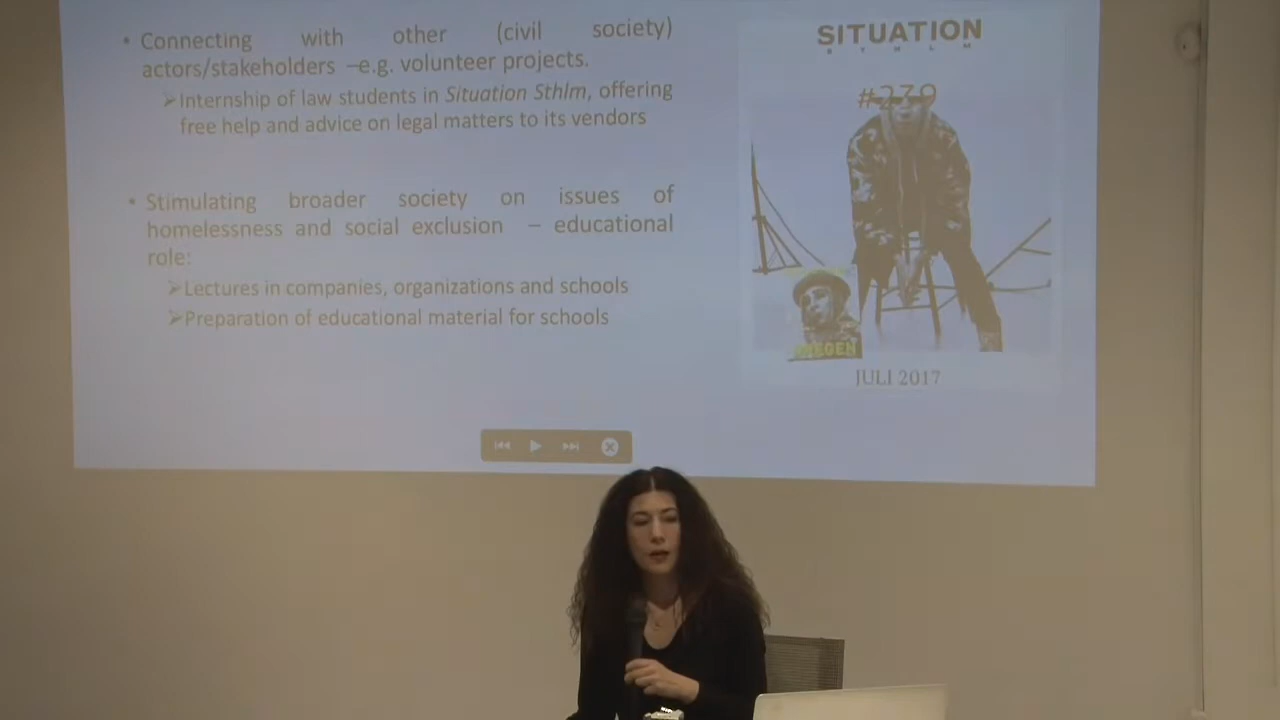 • Connecting with other (civil society)
actors/stakeholders –e.g. volunteer projects.
➢Internship of law students in Situation Sthlm, offering
free help and advice on legal matters to its vendors
• Stimulating broader society on issues of
homelessness and social exclusion – educational
role:
➢Lectures in companies, organizations and schools
➢Preparation of educational material for schools
SITUATION
S T H L M
#239
JULI 2017